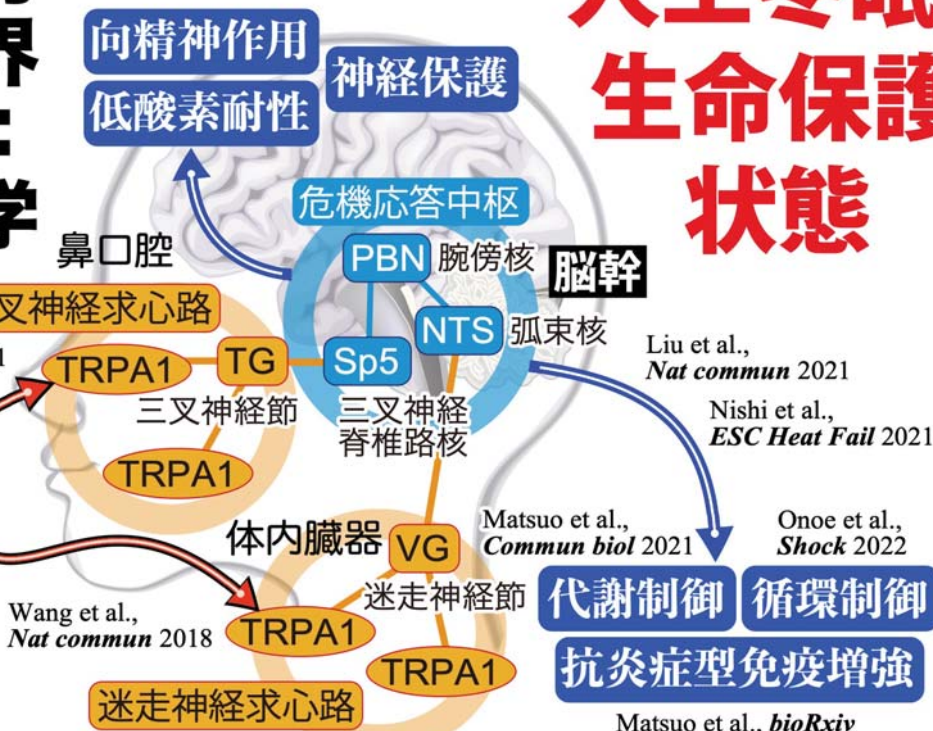 界
学
向精神作用
神経保護
低酸素耐性
生命保護
状態
危機応答中枢
鼻口腔
PBN 腕傍核
脳幹
叉神経求心路
NTS 弧束核
TRPA1
TG
Sp5
三叉神経節
三叉神経
脊椎路核
TRPA1
Liu et al.,
Nat commun 2021
Nishi et al.,
ESC Heat Fail 2021
体内臓器
VG
迷走神経節
Matsuo et al.,
Commun biol 2021
Onoe et al.,
Shock 2022
代謝制御
循環制御
抗炎症型免疫増強
Wang et al.,
Nat commun 2018
TRPA1
TRPA1
迷走神経求心路
Matsuo et al., bioRxiv